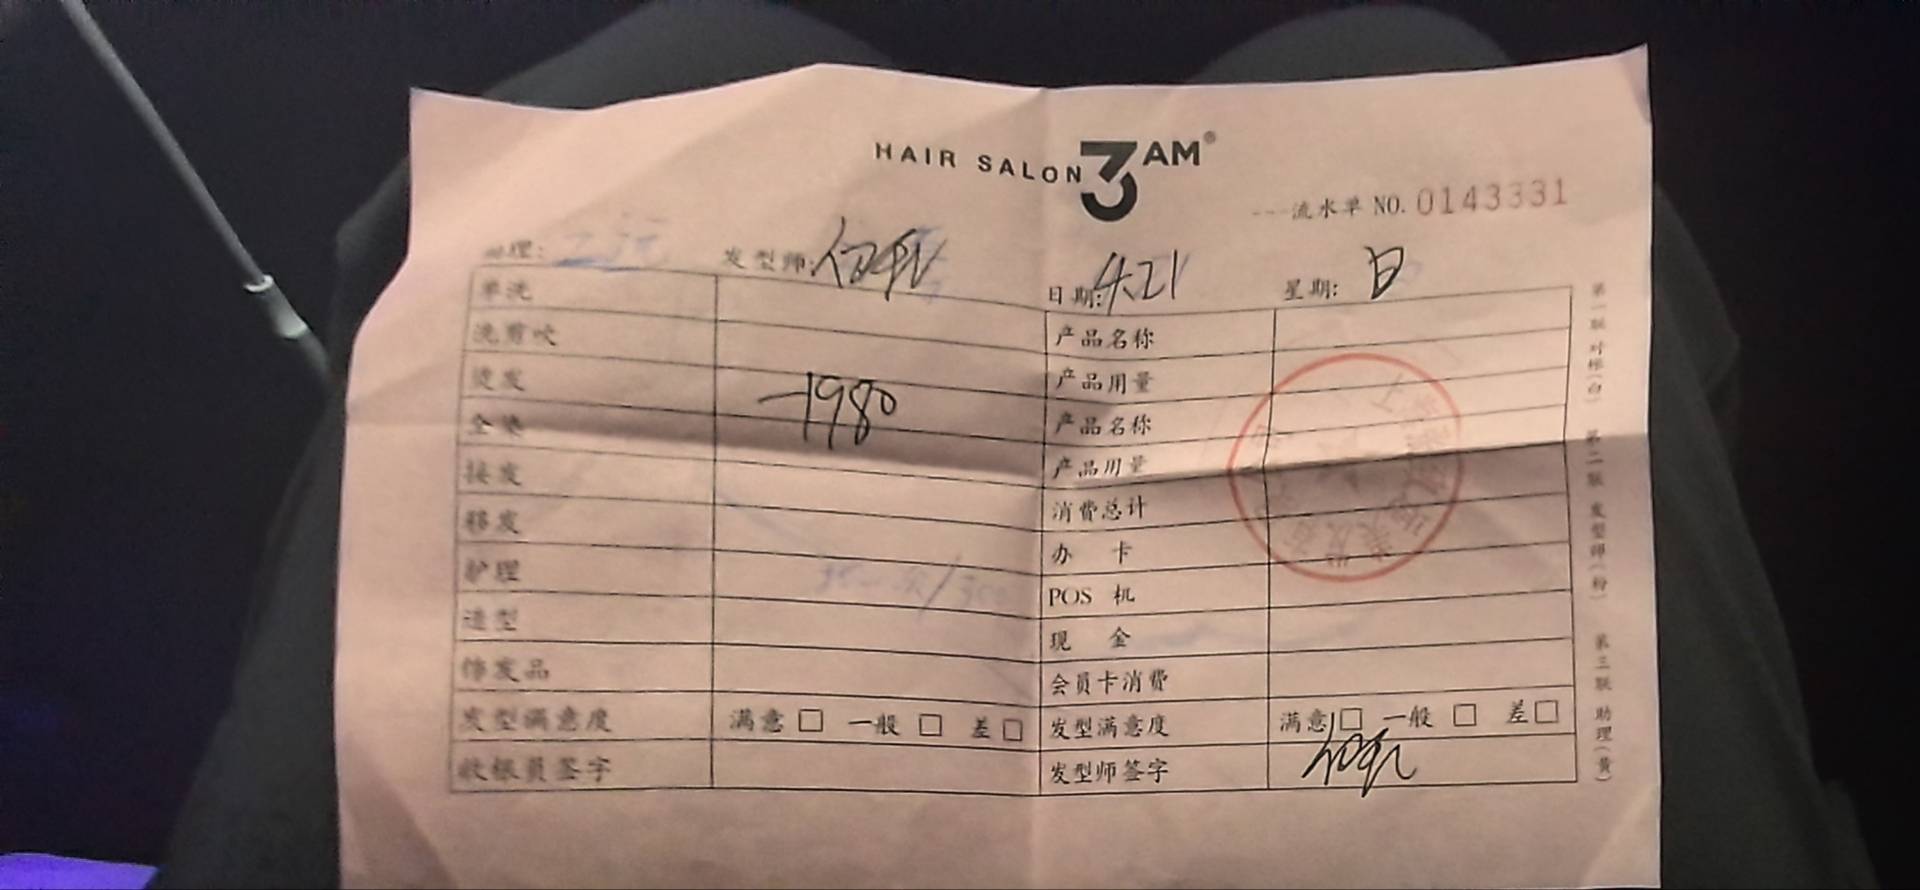 HAIR SALON 3AM®
流水单 NO. 0143331
助理:
发型师:
日期: 4.21
星期: 日
单洗
洗剪吹
烫发
-1980
全染
接发
移发
护理
造型
饰发品
发型满意度 满意□ 一般□ 差□
收银员签字
产品名称
产品用量
产品名称
产品用量
消费总计
办 卡
POS 机
现 金
会员卡消费
发型满意度 满意□ 一般□ 差□
发型师签字
第一联 对标(白) 第二联 发型师(粉) 第三联 助理(黄)